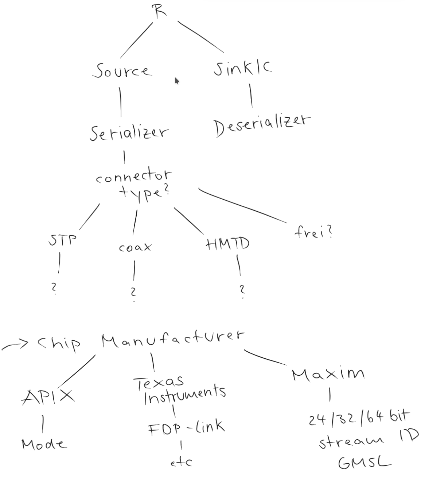 R
Source
Sink/c
Serializer
Deserializer
connector
type?
STP
coax
HMTD
frei?
?
?
?
→ Chip Manufacturer
APIX
Texas
Instruments
Maxim
Mode
FDP-link
etc
24/32/64 bit
stream ID
GMSL